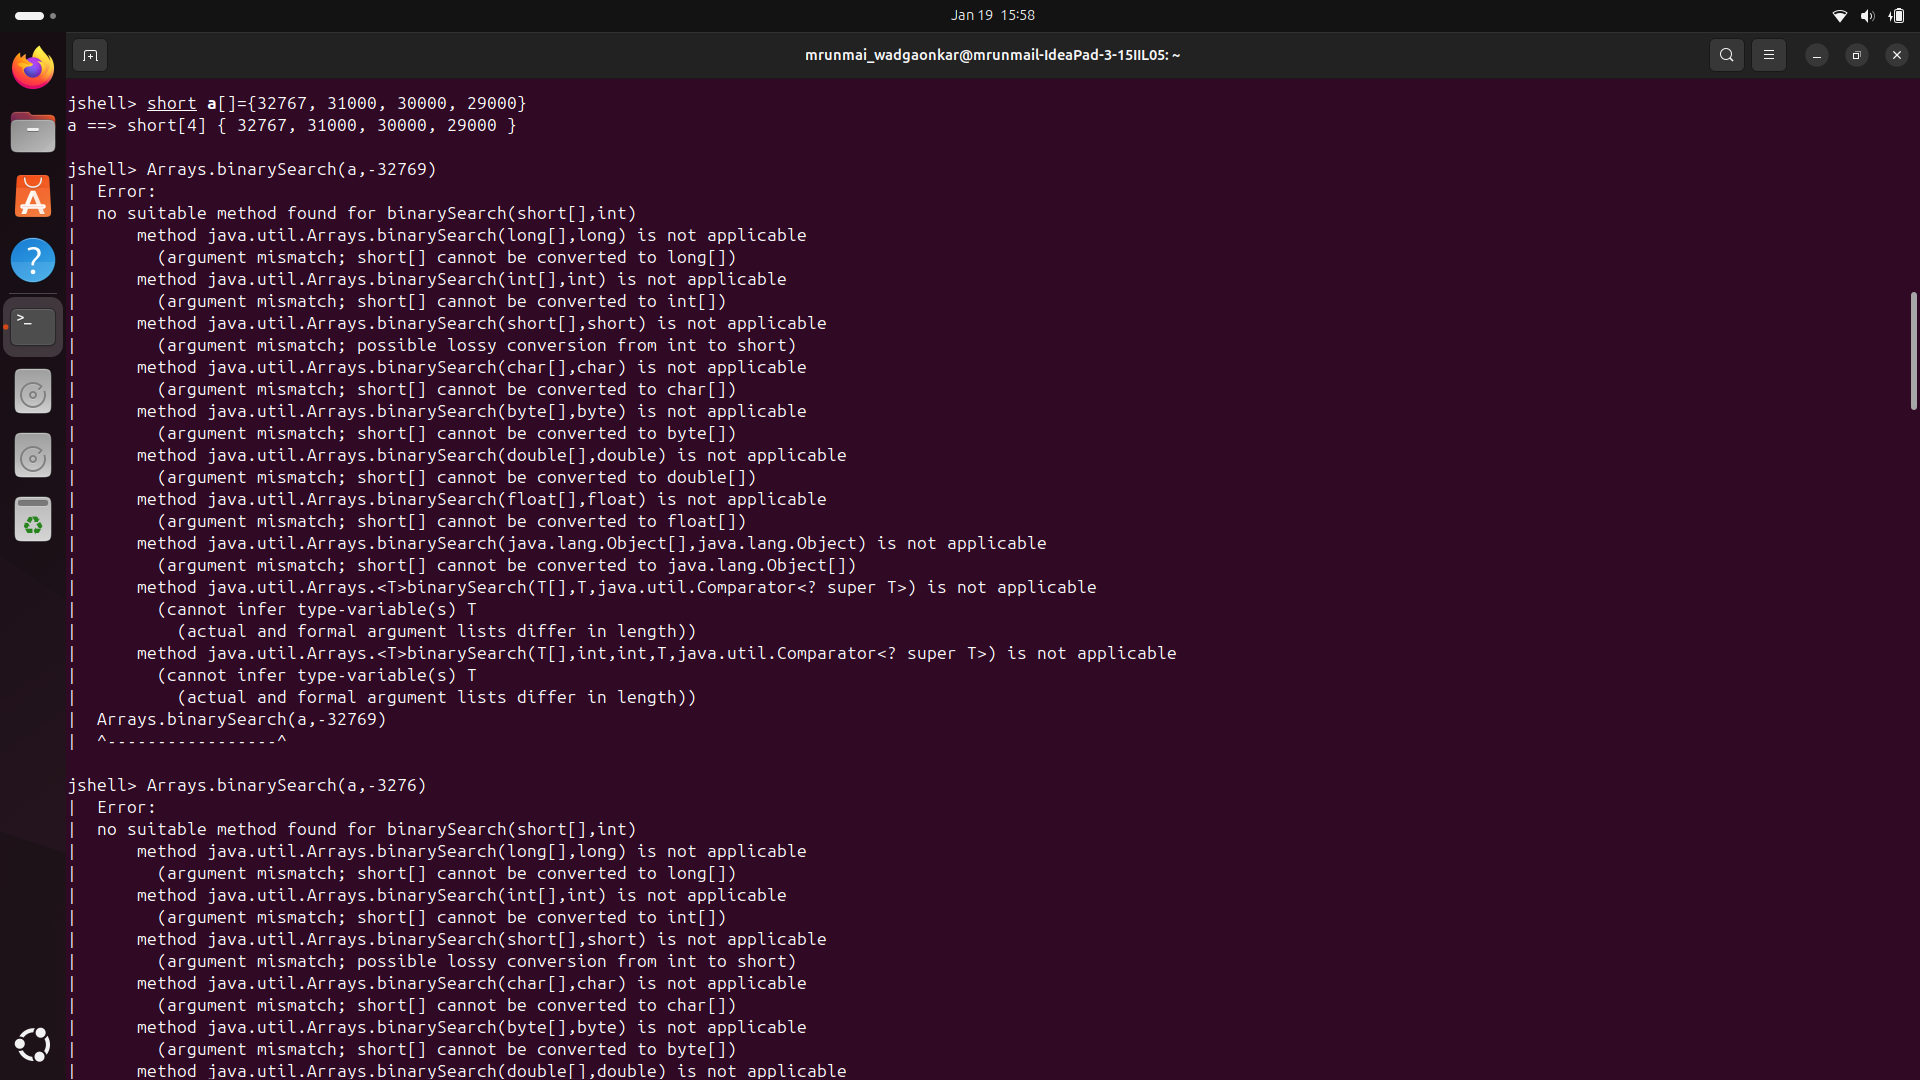 Jan 19 15:58
mrunmai_wadgaonkar@mrunmail-IdeaPad-3-15IIL05: ~
jshell> short a[]={32767, 31000, 30000, 29000}
a ==> short[4] { 32767, 31000, 30000, 29000 }
jshell> Arrays.binarySearch(a,-32769)
|  Error:
|  no suitable method found for binarySearch(short[],int)
|      method java.util.Arrays.binarySearch(long[],long) is not applicable
|        (argument mismatch; short[] cannot be converted to long[])
|      method java.util.Arrays.binarySearch(int[],int) is not applicable
|        (argument mismatch; short[] cannot be converted to int[])
|      method java.util.Arrays.binarySearch(short[],short) is not applicable
|        (argument mismatch; possible lossy conversion from int to short)
|      method java.util.Arrays.binarySearch(char[],char) is not applicable
|        (argument mismatch; short[] cannot be converted to char[])
|      method java.util.Arrays.binarySearch(byte[],byte) is not applicable
|        (argument mismatch; short[] cannot be converted to byte[])
|      method java.util.Arrays.binarySearch(double[],double) is not applicable
|        (argument mismatch; short[] cannot be converted to double[])
|      method java.util.Arrays.binarySearch(float[],float) is not applicable
|        (argument mismatch; short[] cannot be converted to float[])
|      method java.util.Arrays.binarySearch(java.lang.Object[],java.lang.Object) is not applicable
|        (argument mismatch; short[] cannot be converted to java.lang.Object[])
|      method java.util.Arrays.<T>binarySearch(T[],T,java.util.Comparator<? super T>) is not applicable
|        (cannot infer type-variable(s) T
|          (actual and formal argument lists differ in length))
|      method java.util.Arrays.<T>binarySearch(T[],int,int,T,java.util.Comparator<? super T>) is not applicable
|        (cannot infer type-variable(s) T
|          (actual and formal argument lists differ in length))
|  Arrays.binarySearch(a,-32769)
|  ^-----------------^
jshell> Arrays.binarySearch(a,-3276)
|  Error:
|  no suitable method found for binarySearch(short[],int)
|      method java.util.Arrays.binarySearch(long[],long) is not applicable
|        (argument mismatch; short[] cannot be converted to long[])
|      method java.util.Arrays.binarySearch(int[],int) is not applicable
|        (argument mismatch; short[] cannot be converted to int[])
|      method java.util.Arrays.binarySearch(short[],short) is not applicable
|        (argument mismatch; possible lossy conversion from int to short)
|      method java.util.Arrays.binarySearch(char[],char) is not applicable
|        (argument mismatch; short[] cannot be converted to char[])
|      method java.util.Arrays.binarySearch(byte[],byte) is not applicable
|        (argument mismatch; short[] cannot be converted to byte[])
|      method java.util.Arrays.binarySearch(double[],double) is not applicable